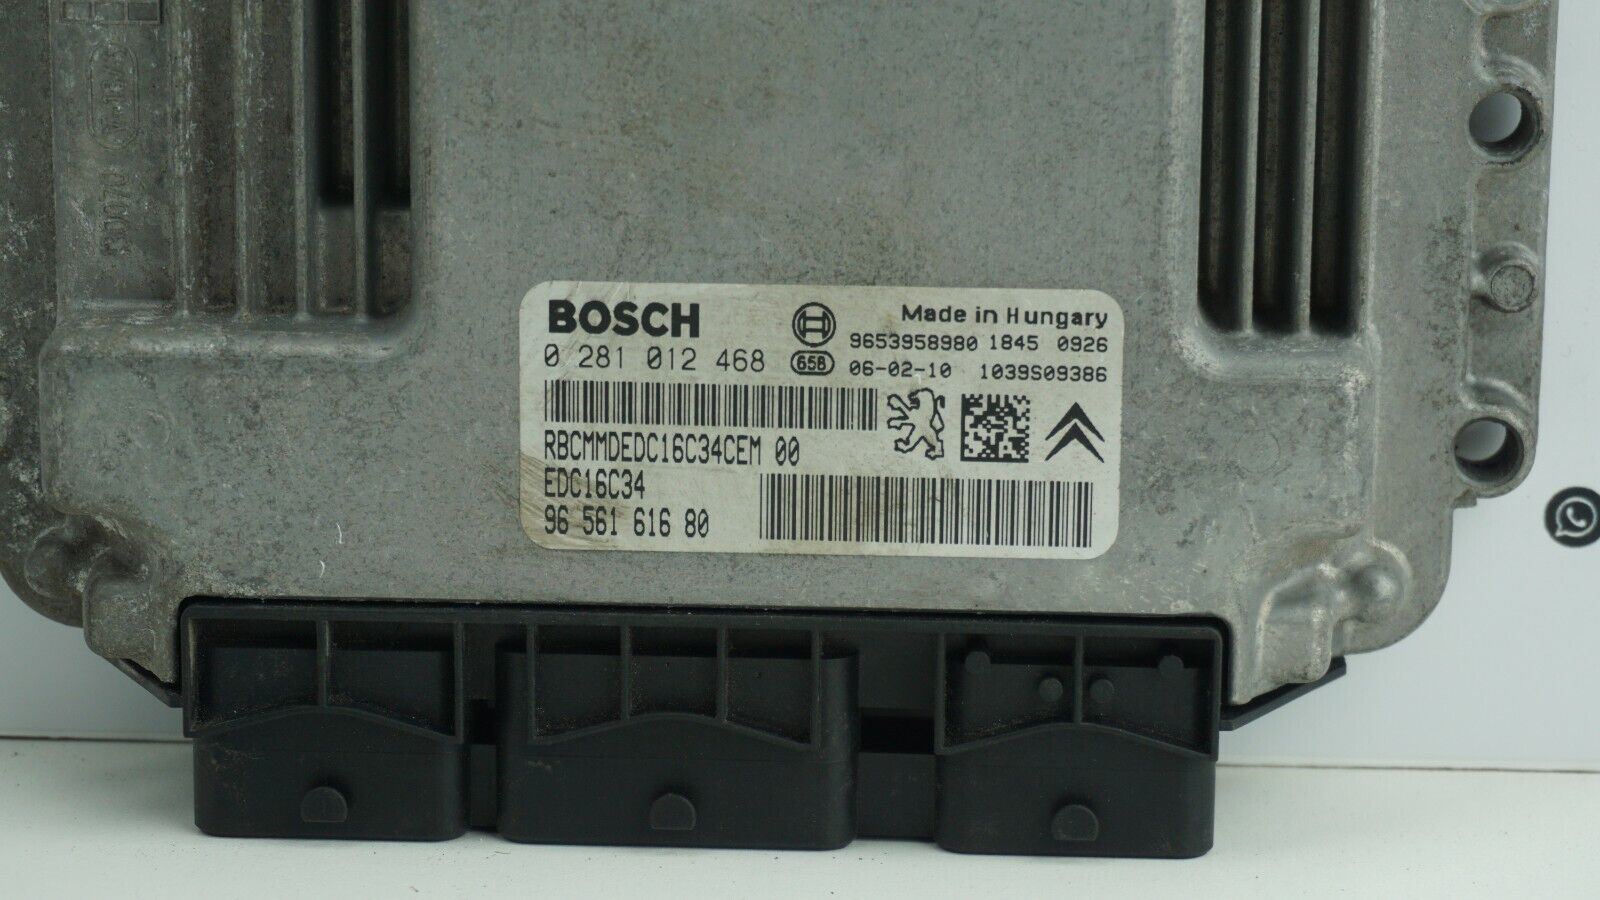 BOSCH
Made in Hungary
9653958980 1845 0926
0 281 012 468 658 06-02-10 1039S09386
RBCMMDEDC16C34CEM 00
EDC16C34
96 561 616 80